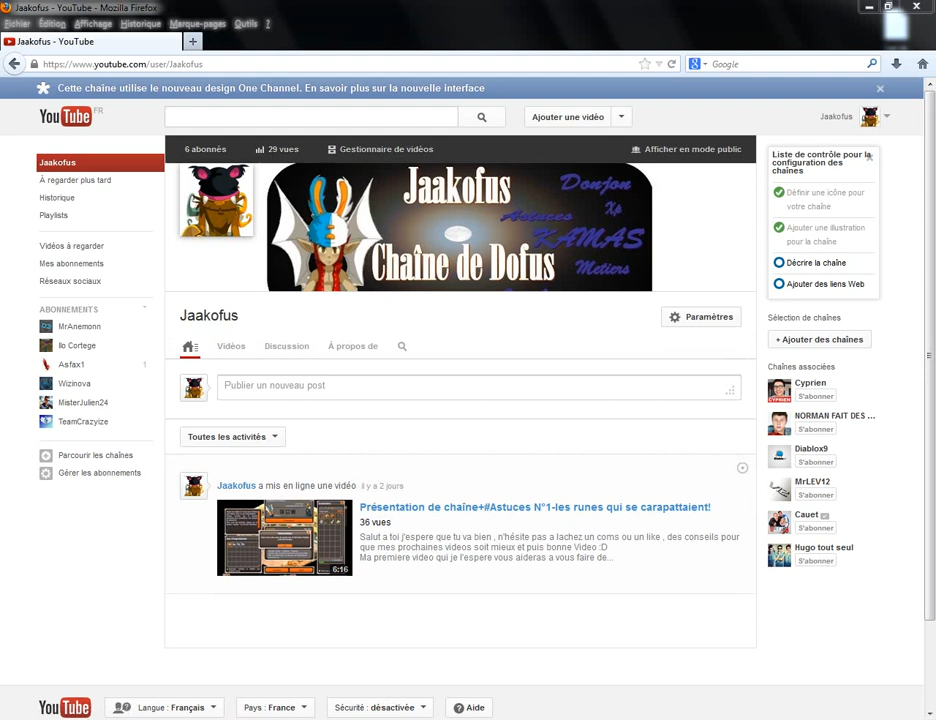 Jaakofus - YouTube - Mozilla Firefox
Fichier Édition Affichage Historique Marque-pages Outils ?
Jaakofus - YouTube
https://www.youtube.com/user/Jaakofus
Google
Cette chaîne utilise le nouveau design One Channel. En savoir plus sur la nouvelle interface
YouTube FR
Ajouter une vidéo
Jaakofus
6 abonnés
29 vues
Gestionnaire de vidéos
Afficher en mode public
Jaakofus
À regarder plus tard
Historique
Playlists
Vidéos à regarder
Mes abonnements
Réseaux sociaux
ABONNEMENTS
MrAnemonn
Ilo Cortege
Asfax1 1
Wizinova
MisterJulien24
TeamCrazyize
Parcourir les chaînes
Gérer les abonnements
Jaakofus
Chaîne de Dofus
Donjon
Xp
Astuces
KAMAS
Metiers
Jaakofus
Paramètres
Vidéos
Discussion
À propos de
Publier un nouveau post
Toutes les activités
Jaakofus a mis en ligne une vidéo il y a 2 jours
6:16
Présentation de chaîne+#Astuces N°1-les runes qui se carapattaient!
36 vues
Salut a toi j'espere que tu va bien , n'hésite pas a lachez un coms ou un like , des conseils pour
que mes prochaines videos soit mieux et puis bonne Video :D
Ma premiere vidéo qui je l'espere vous aideras a vous faire de...
Liste de contrôle pour la
configuration des
chaînes
Définir une icône pour
votre chaîne
Ajouter une illustration
pour la chaîne
Décrire la chaîne
Ajouter des liens Web
Sélection de chaînes
+ Ajouter des chaînes
Chaînes associées
Cyprien
S'abonner
NORMAN FAIT DES ...
S'abonner
Diablox9
S'abonner
MrLEV12
S'abonner
Cauet
S'abonner
Hugo tout seul
S'abonner
YouTube
Langue : Français
Pays : France
Sécurité : désactivée
Aide